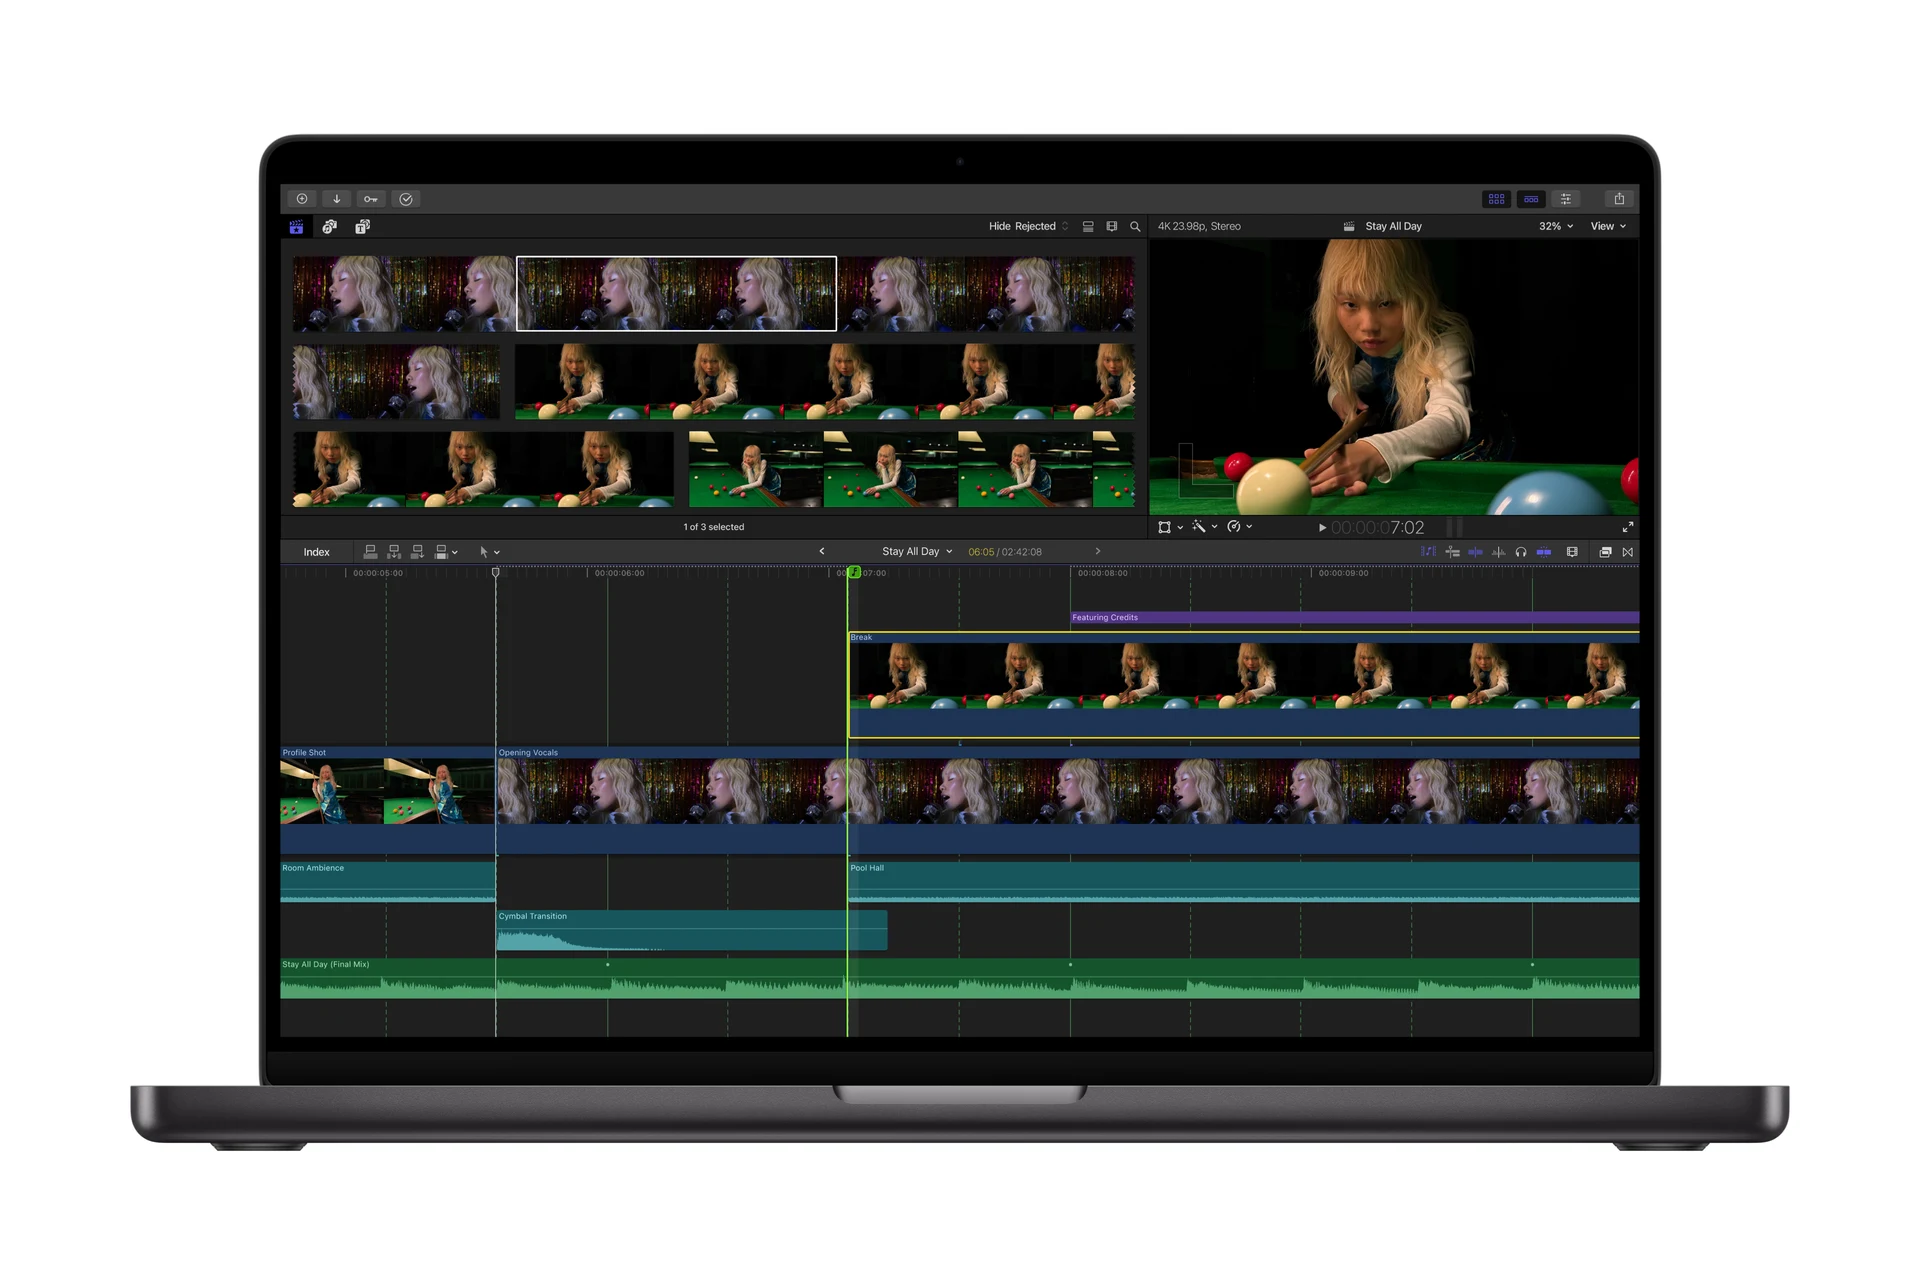 Hide Rejected
4K 23.98p, Stereo
Stay All Day
32%
View
1 of 3 selected
00:00:00:07:02
Index
Stay All Day
06:05 / 02:42:08
00:00:05:00
00:00:06:00
00:00:08:00
00:00:09:00
Featuring Credits
Break
Profile Shot
Opening Vocals
Room Ambience
Pool Hall
Cymbal Transition
Stay All Day (Final Mix)